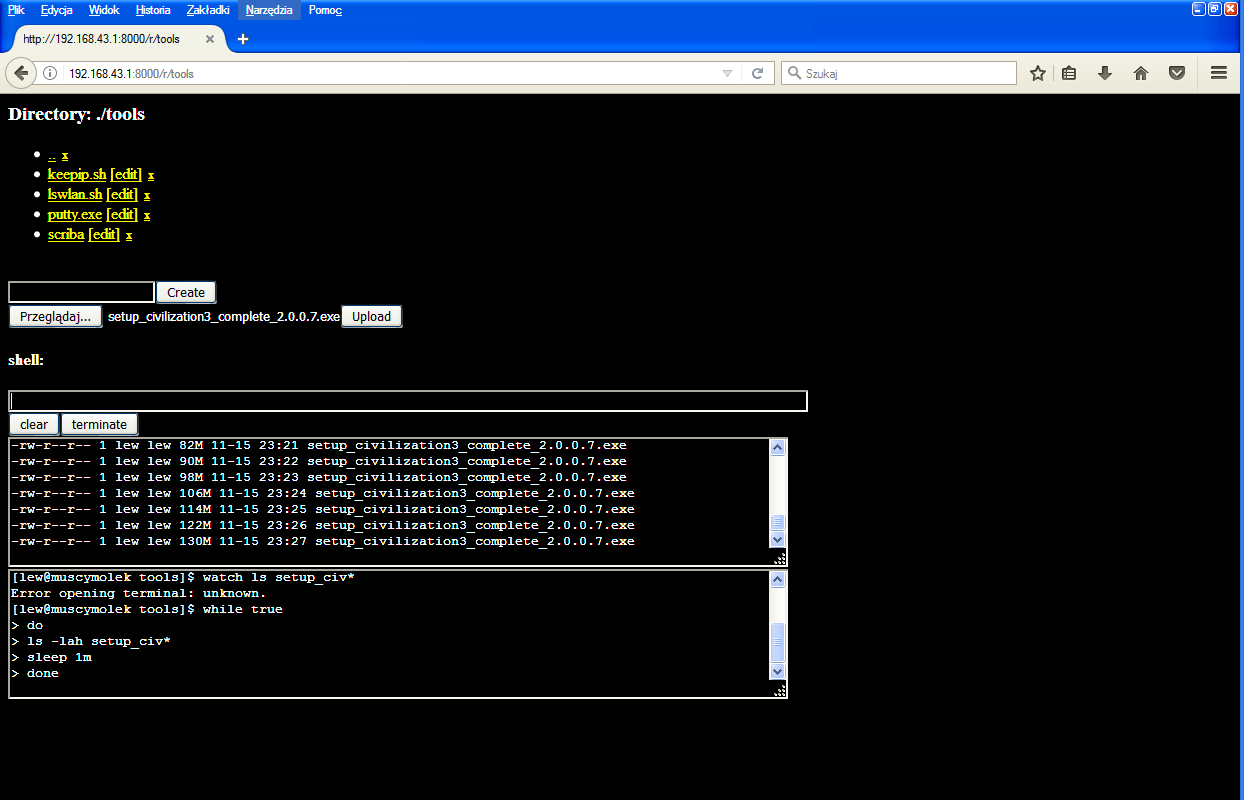 Plik Edycja Widok Historia Zakładki Narzędzia Pomoc
http://192.168.43.1:8000/r/tools
192.168.43.1:8000/r/tools Szukaj
Directory: ./tools
.. x
keepip.sh [edit] x
lswlan.sh [edit] x
putty.exe [edit] x
scriba [edit] x
Create
Przeglądaj... setup_civilization3_complete_2.0.0.7.exe Upload
shell:
clear terminate
-rw-r--r-- 1 lew lew 82M 11-15 23:21 setup_civilization3_complete_2.0.0.7.exe
-rw-r--r-- 1 lew lew 90M 11-15 23:22 setup_civilization3_complete_2.0.0.7.exe
-rw-r--r-- 1 lew lew 98M 11-15 23:23 setup_civilization3_complete_2.0.0.7.exe
-rw-r--r-- 1 lew lew 106M 11-15 23:24 setup_civilization3_complete_2.0.0.7.exe
-rw-r--r-- 1 lew lew 114M 11-15 23:25 setup_civilization3_complete_2.0.0.7.exe
-rw-r--r-- 1 lew lew 122M 11-15 23:26 setup_civilization3_complete_2.0.0.7.exe
-rw-r--r-- 1 lew lew 130M 11-15 23:27 setup_civilization3_complete_2.0.0.7.exe
[lew@muscymolek tools]$ watch ls setup_civ*
Error opening terminal: unknown.
[lew@muscymolek tools]$ while true
> do
> ls -lah setup_civ*
> sleep 1m
> done